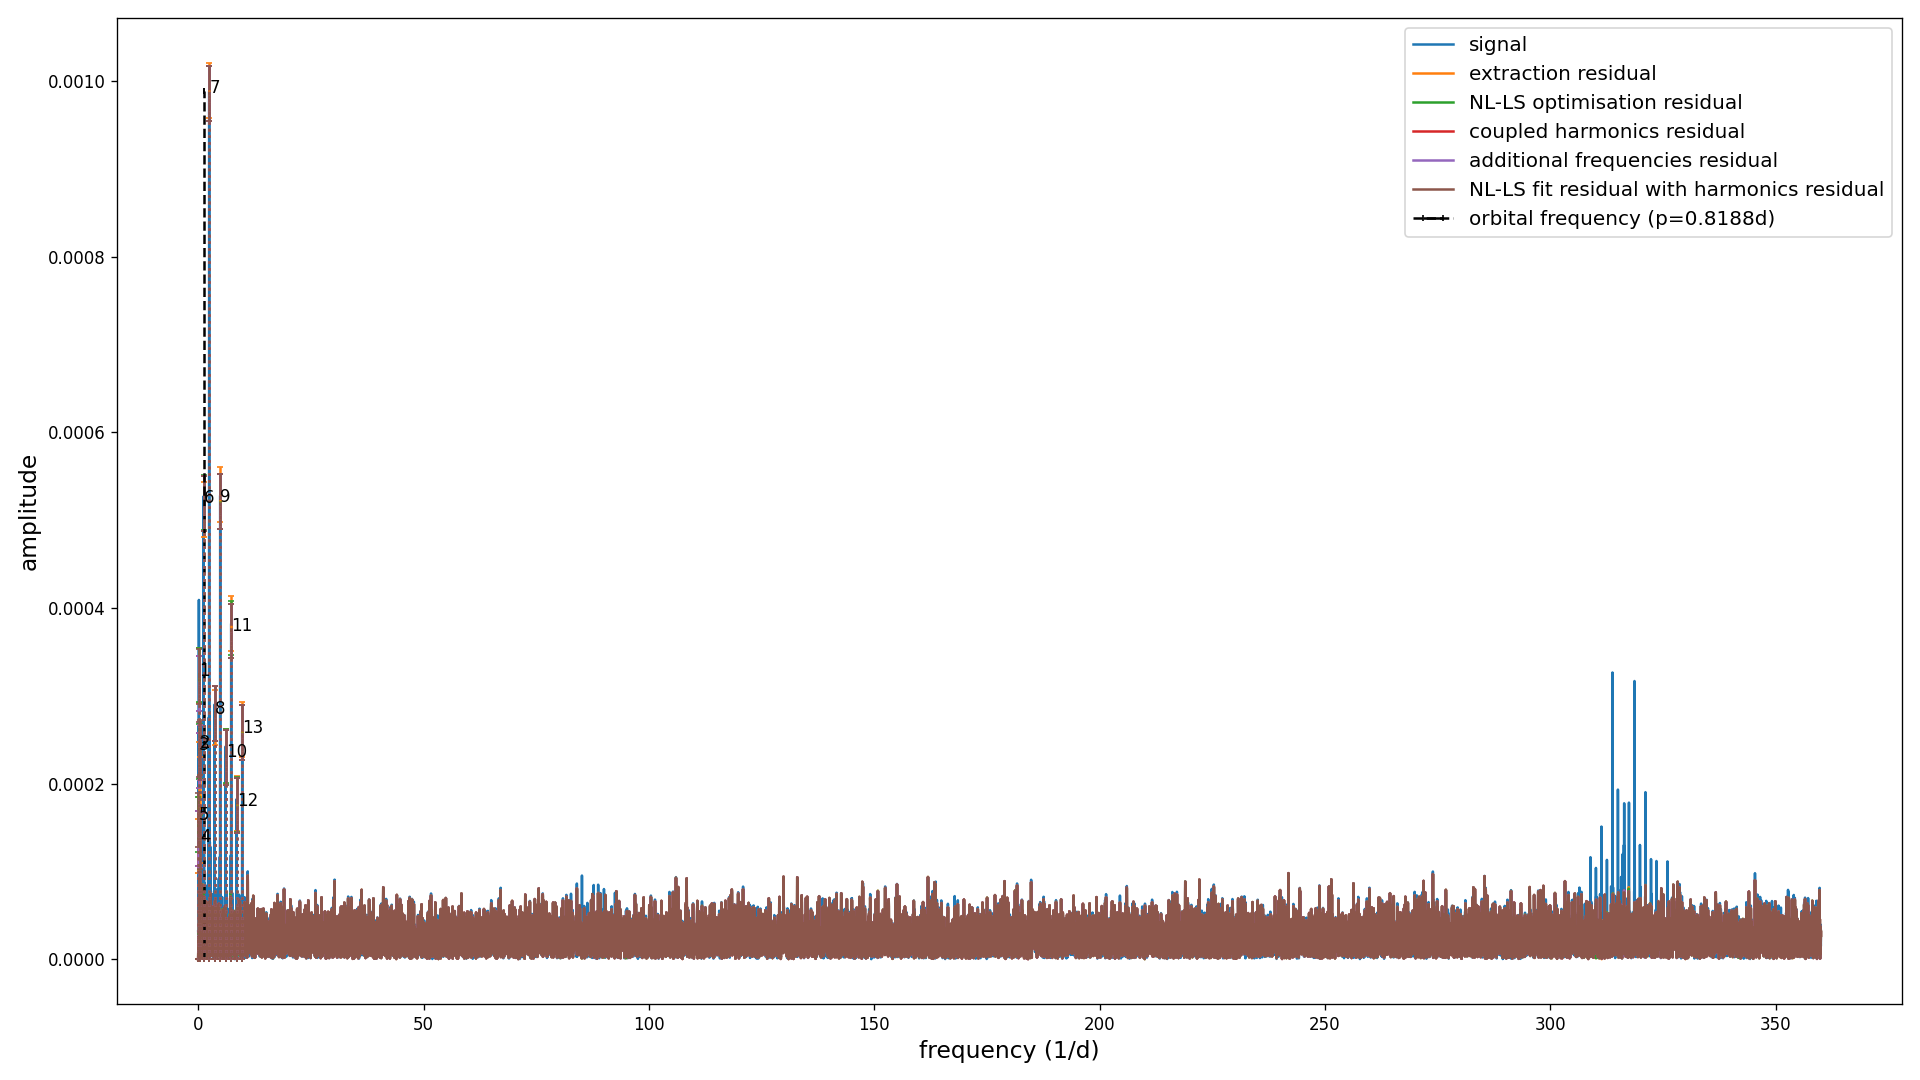 signal
extraction residual
NL-LS optimisation residual
coupled harmonics residual
additional frequencies residual
NL-LS fit residual with harmonics residual
orbital frequency (p=0.8188d)
amplitude
0.0010
0.0008
0.0006
0.0004
0.0002
0.0000
7
6
9
11
1
8
13
10
2
12
5
4
0
50
100
150
200
250
300
350
frequency (1/d)